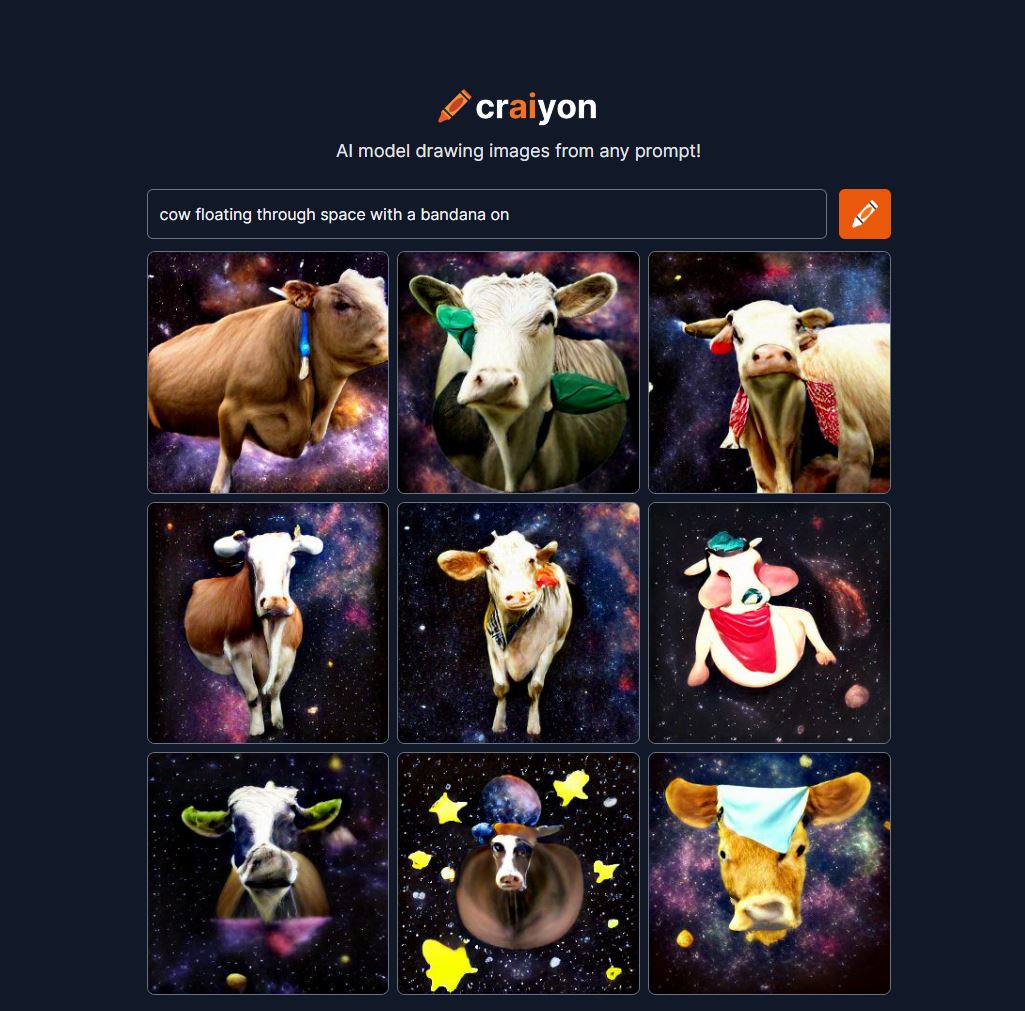 craiyon
AI model drawing images from any prompt!
cow floating through space with a bandana on